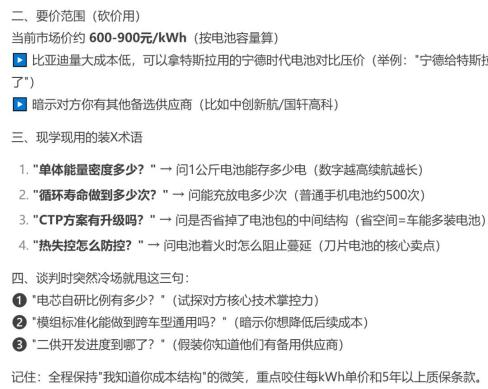 二、要价范围（砍价用）
当前市场价约 600-900元/kWh（按电池容量算）
▶ 比亚迪量大成本低，可以拿特斯拉用的宁德时代电池对比压价（举例："宁德给特斯拉
了"）
▶ 暗示对方你有其他备选供应商（比如中创新航/国轩高科）
三、现学现用的装X术语
1. "单体能量密度多少？" → 问1公斤电池能存多少电（数字越高续航越长）
2. "循环寿命做到多少次？" → 问能充放电多少次（普通手机电池约500次）
3. "CTP方案有升级吗？" → 问是否省掉了电池包的中间结构（省空间=车能多装电池）
4. "热失控怎么防控？" → 问电池着火时怎么阻止蔓延（刀片电池的核心卖点）
四、谈判时突然冷场就甩这三句：
❶ "电芯自研比例有多少？"（试探对方核心技术掌控力）
❷ "模组标准化能做到跨车型通用吗？"（暗示你想降低后续成本）
❸ "二供开发进度到哪了？"（假装你知道他们有备用供应商）
记住：全程保持"我知道你成本结构"的微笑，重点咬住每kWh单价和5年以上质保条款。